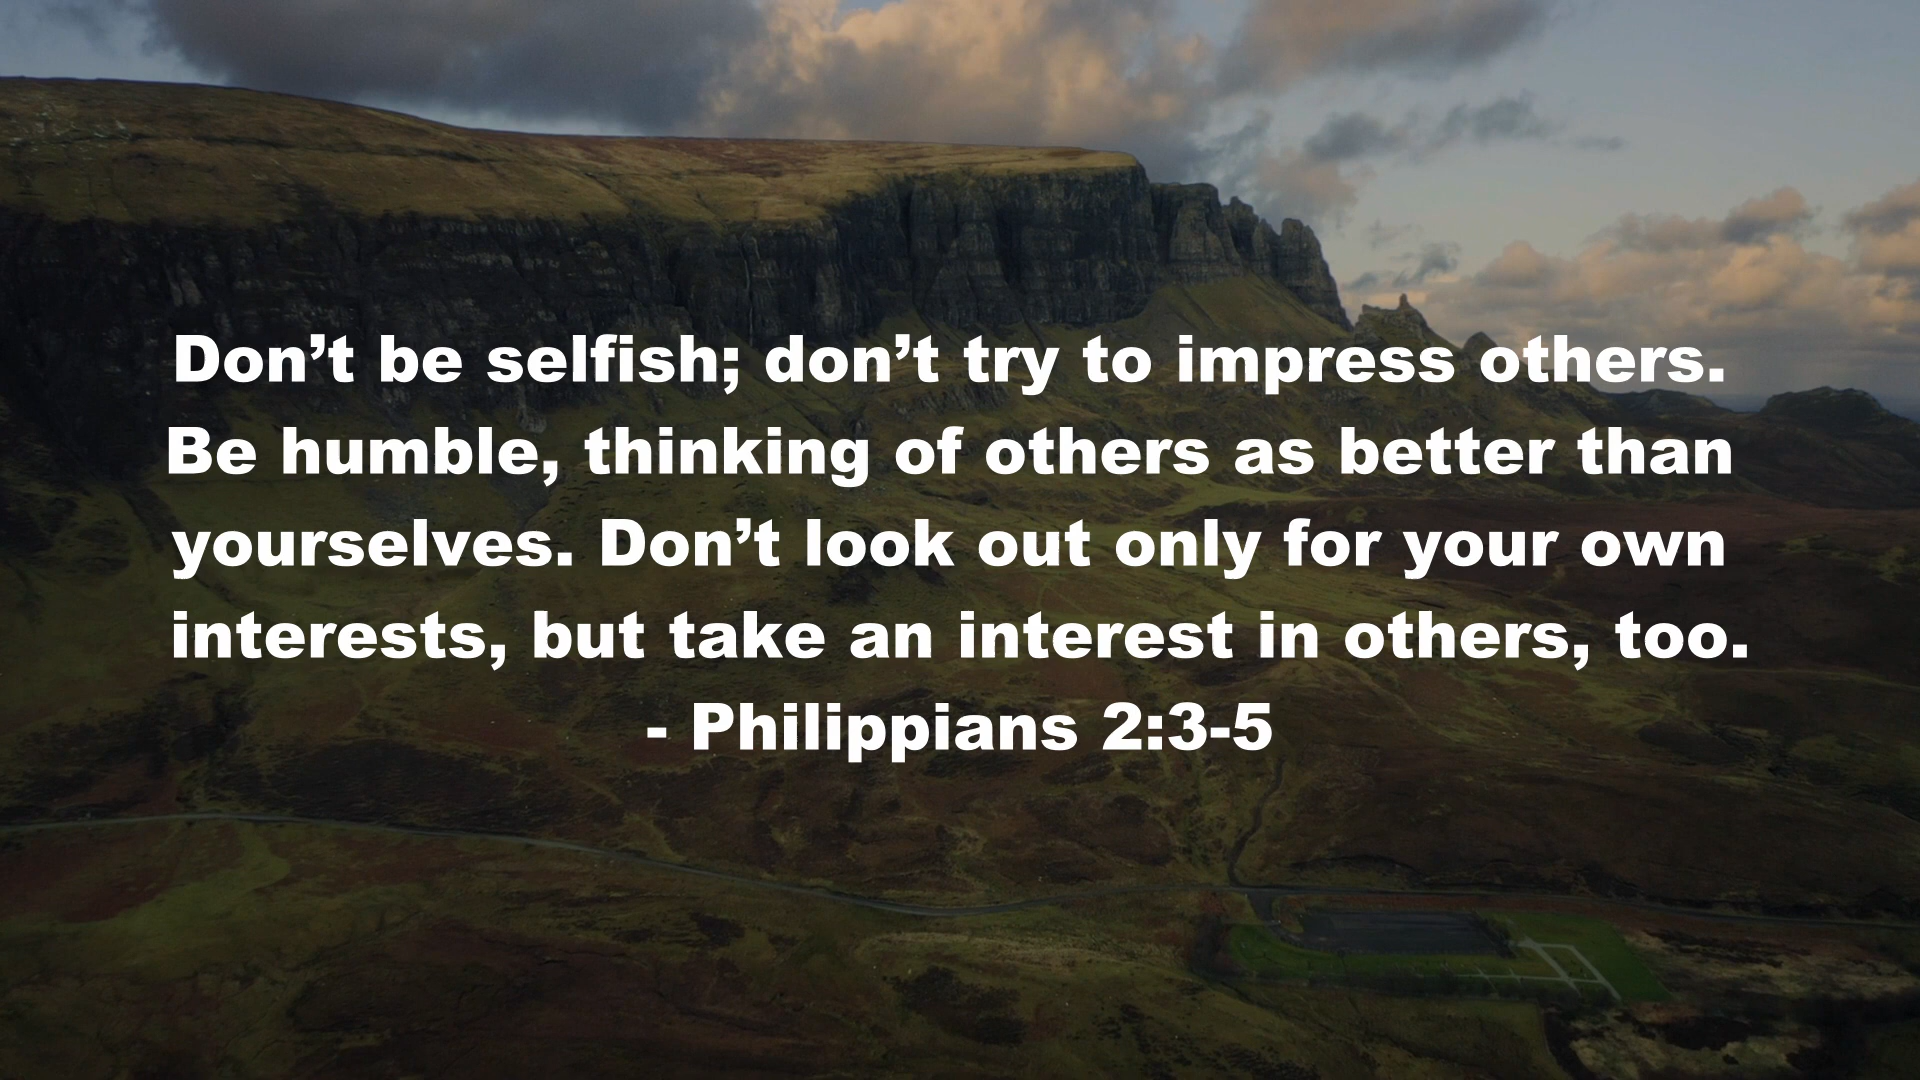 Don’t be selfish; don’t try to impress others.
Be humble, thinking of others as better than
yourselves. Don’t look out only for your own
interests, but take an interest in others, too.
- Philippians 2:3-5